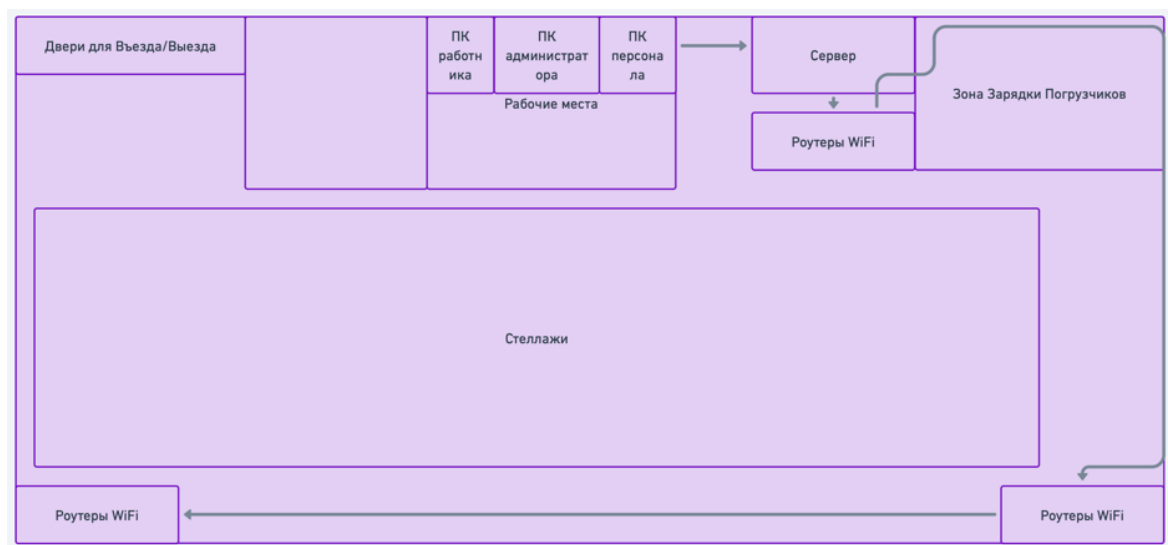 Двери для Въезда/Выезда
ПК
работн
ика
ПК
администрат
ора
ПК
персона
ла
Сервер
Рабочие места
Зона Зарядки Погрузчиков
Роутеры WiFi
Стеллажи
Роутеры WiFi
Роутеры WiFi